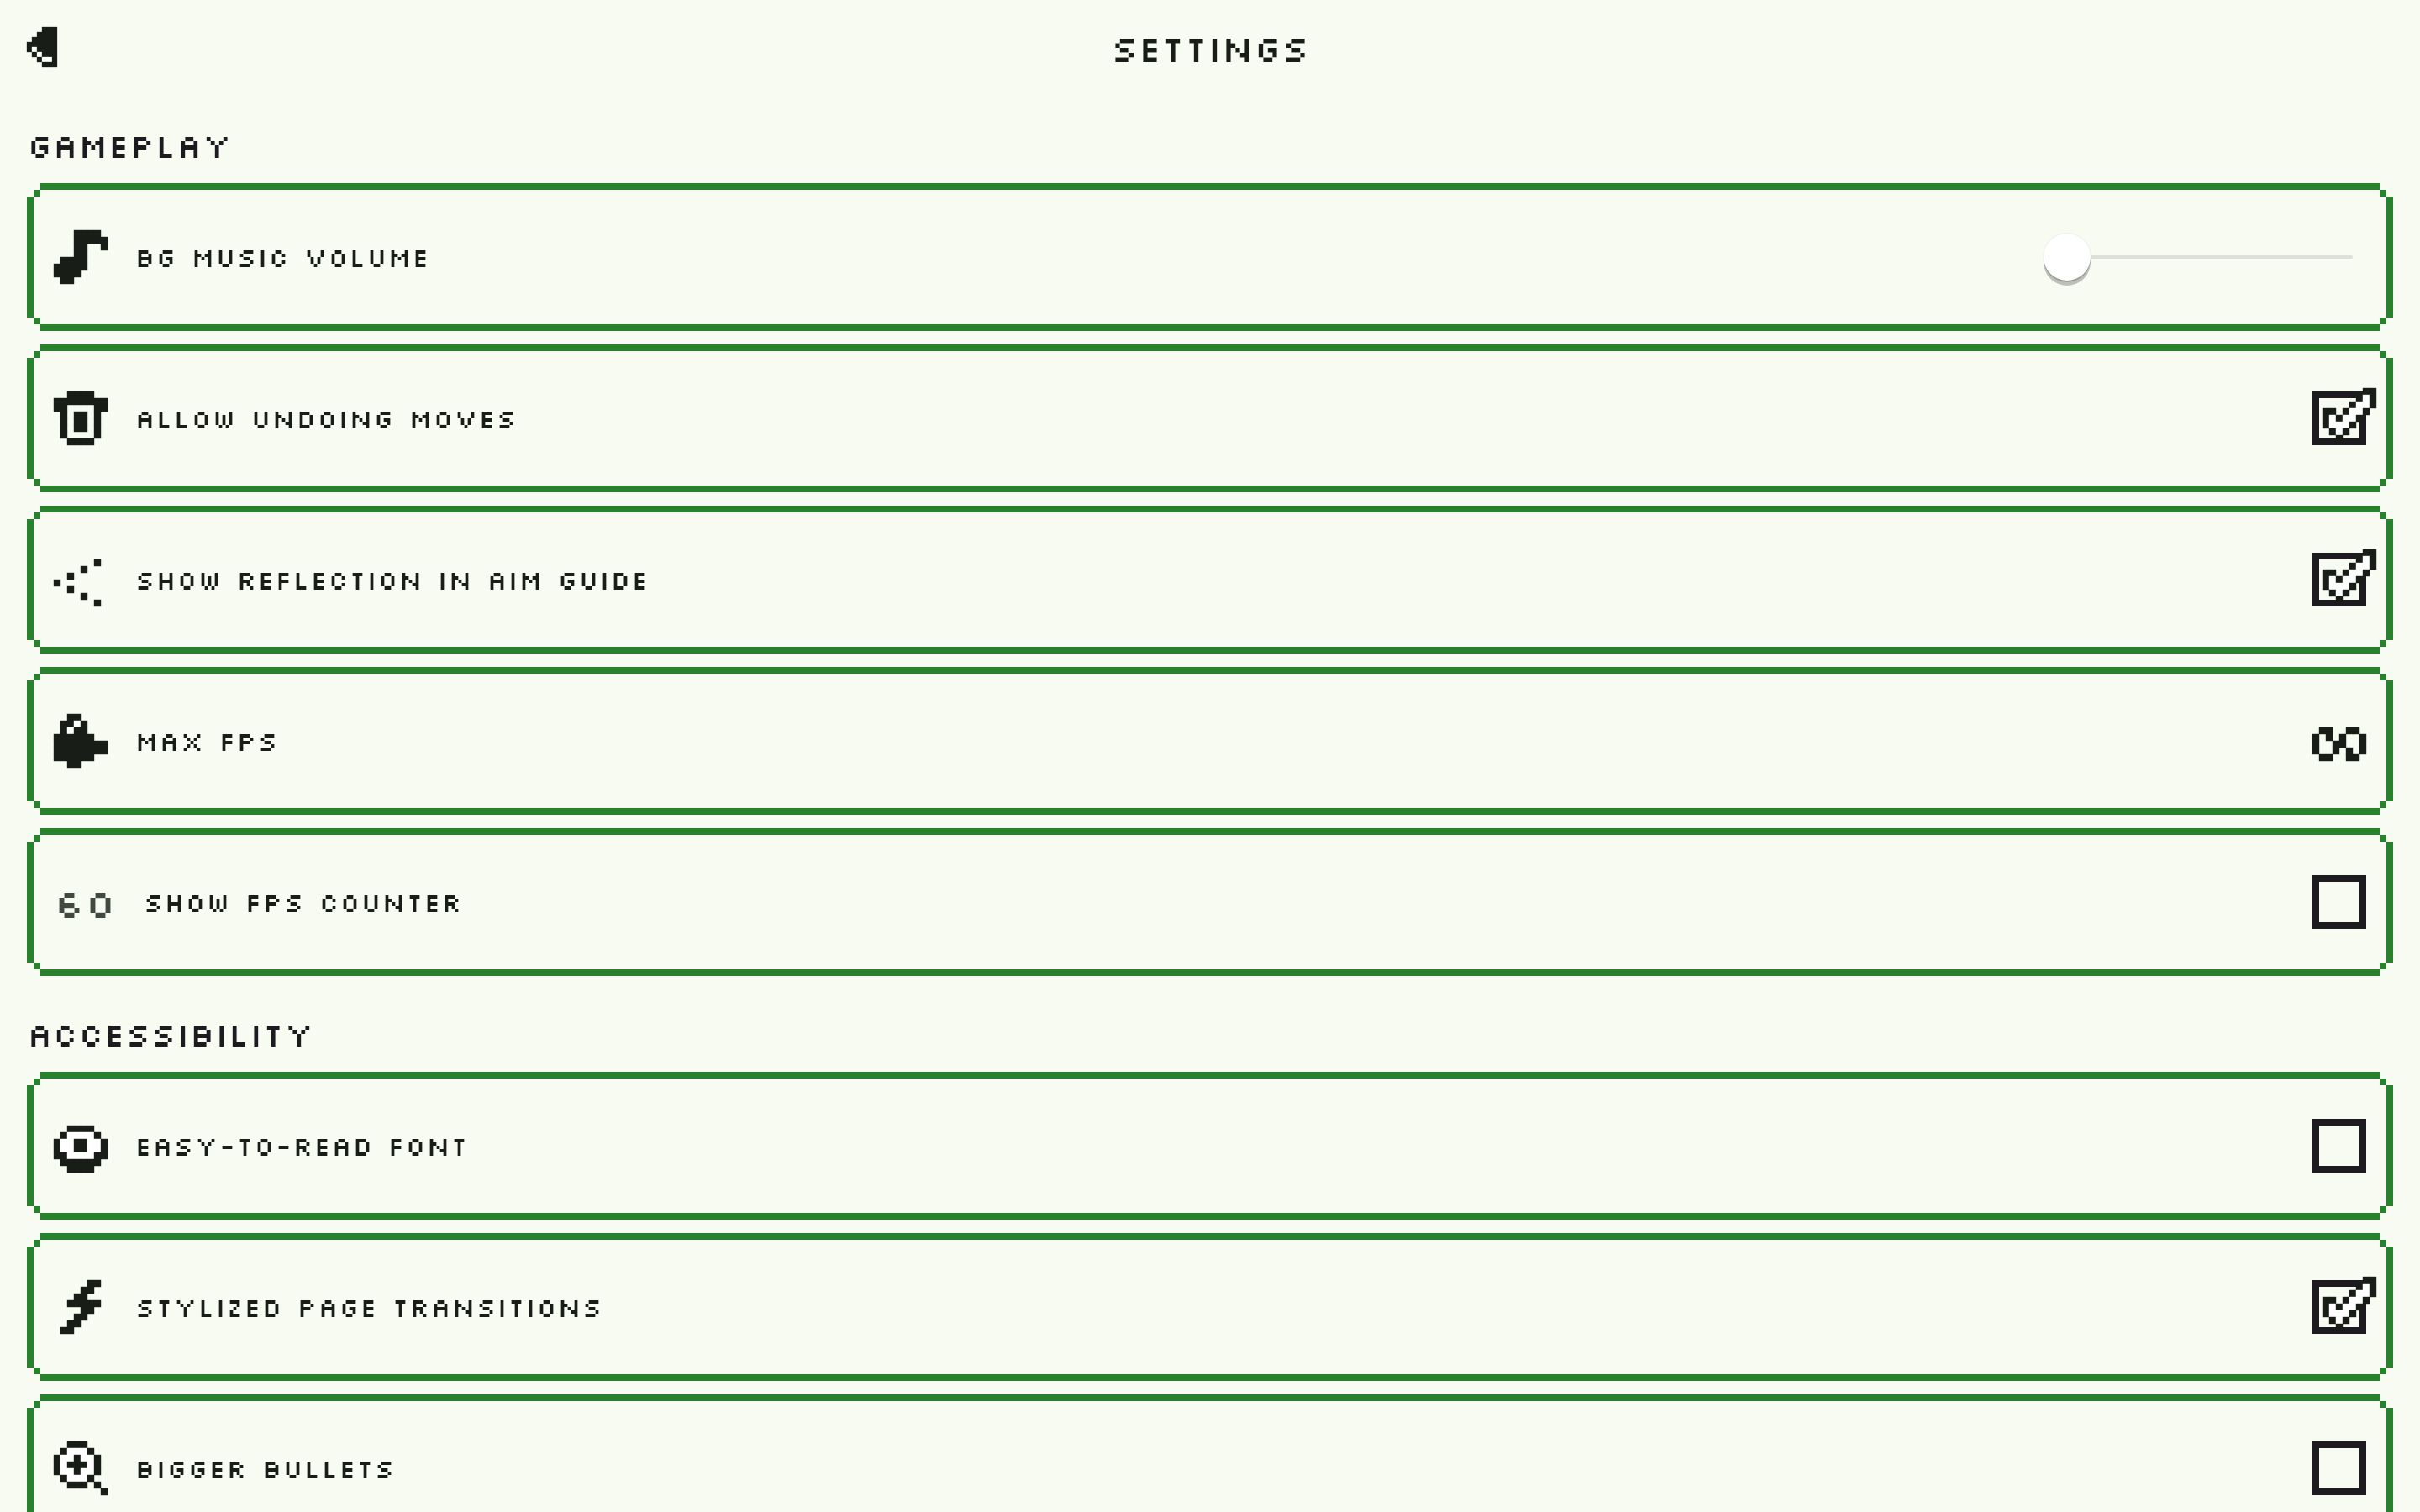 SETTINGS
GAMEPLAY
BG MUSIC VOLUME
ALLOW UNDOING MOVES
SHOW REFLECTION IN AIM GUIDE
MAX FPS
∞
60 SHOW FPS COUNTER
ACCESSIBILITY
EASY-TO-READ FONT
STYLIZED PAGE TRANSITIONS
BIGGER BULLETS